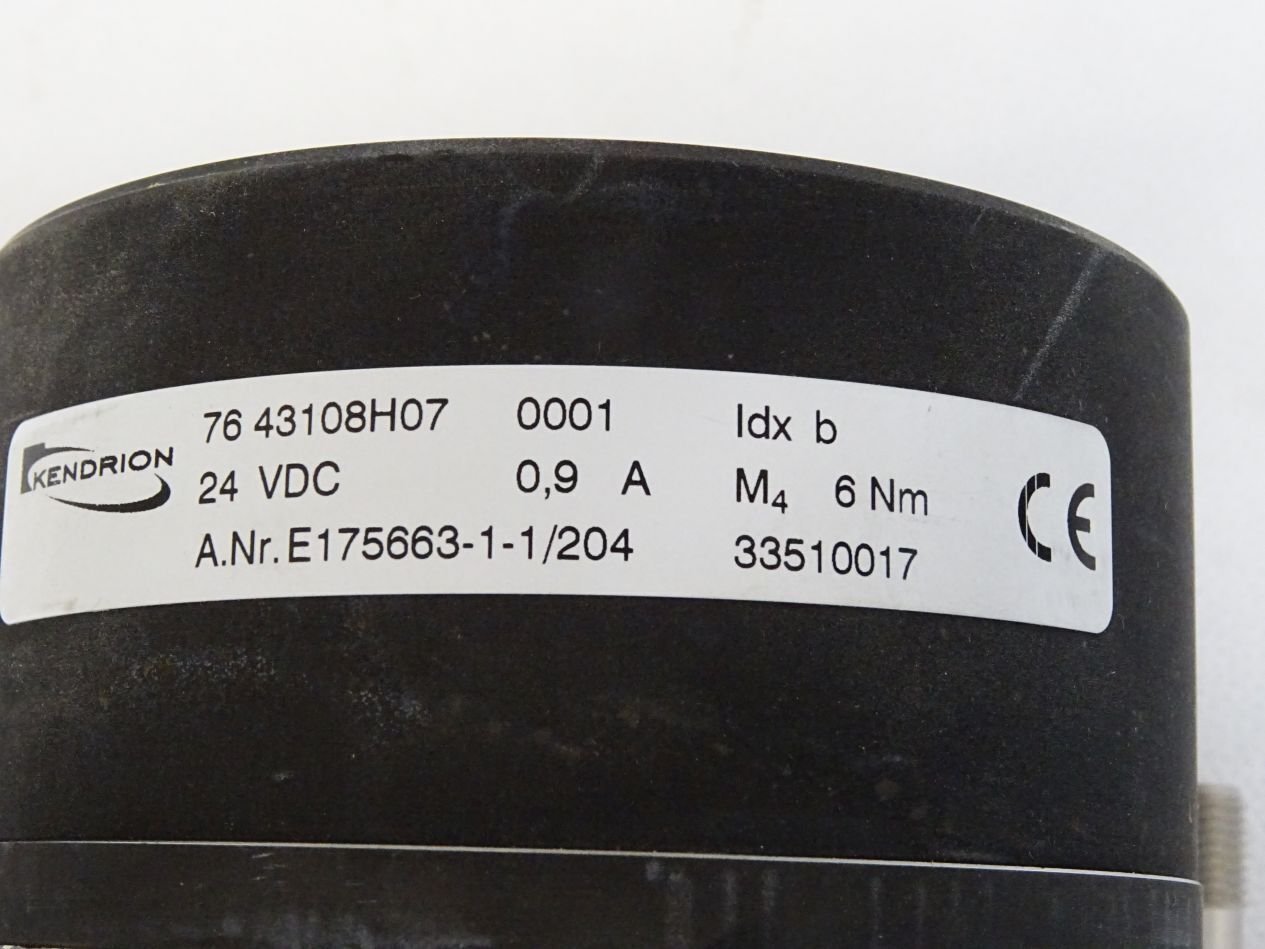 KENDRION
76 43108H07 0001 Idx b
24 VDC 0,9 A M₄ 6 Nm
A.Nr. E175663-1-1/204 33510017
CE